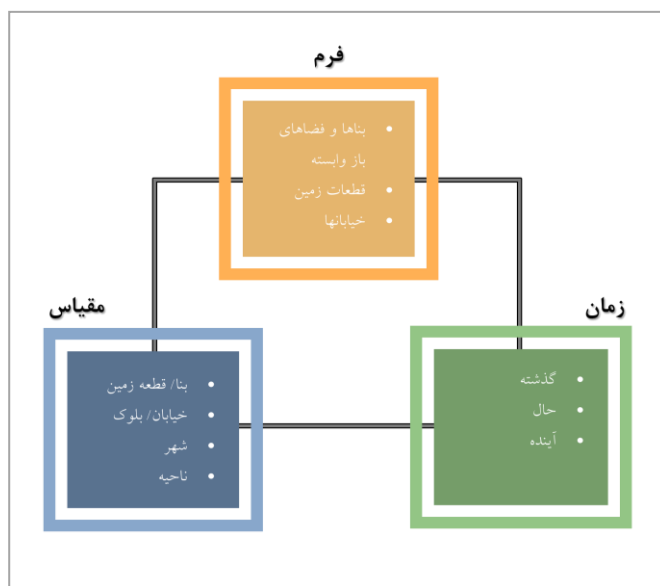 فرم
• بناها و فضاهای
باز وابسته
• قطعات زمین
• خیابانها
زمان
• گذشته
• حال
• آینده
مقیاس
• بنا/ قطعه زمین
• خیابان/ بلوک
• شهر
• ناحیه